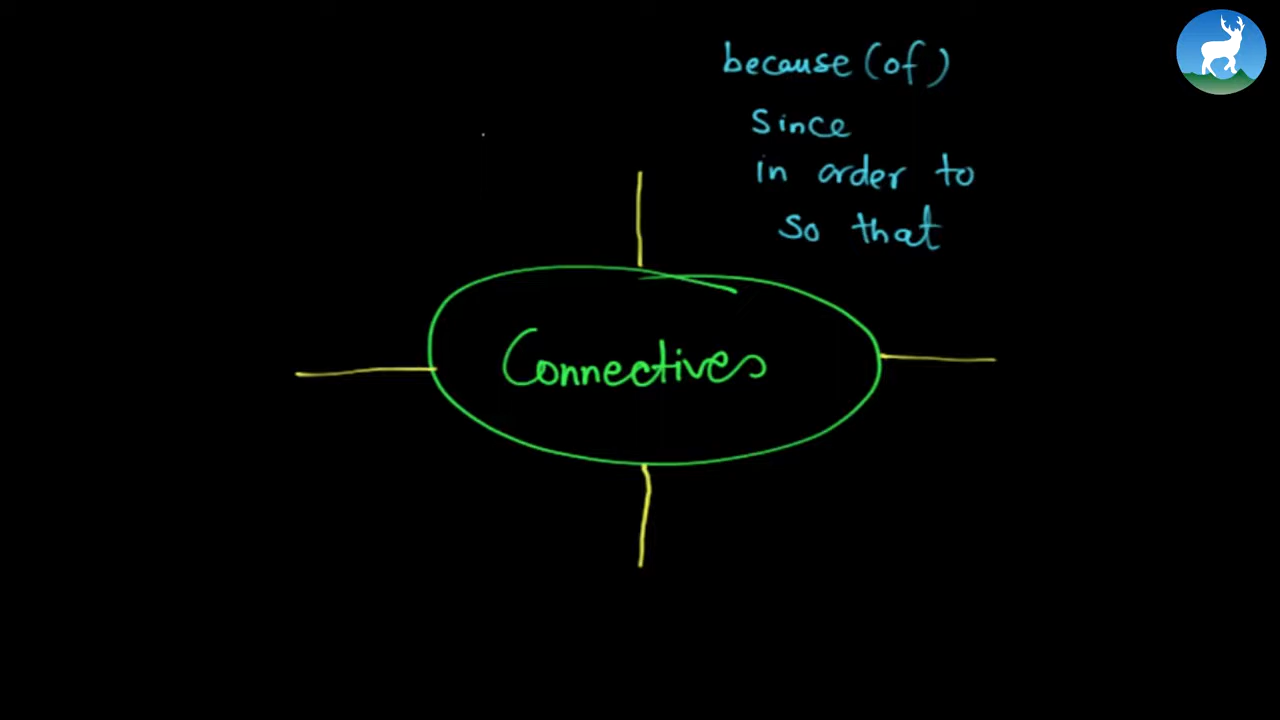 because (of)
since
in order to
so that
Connectives